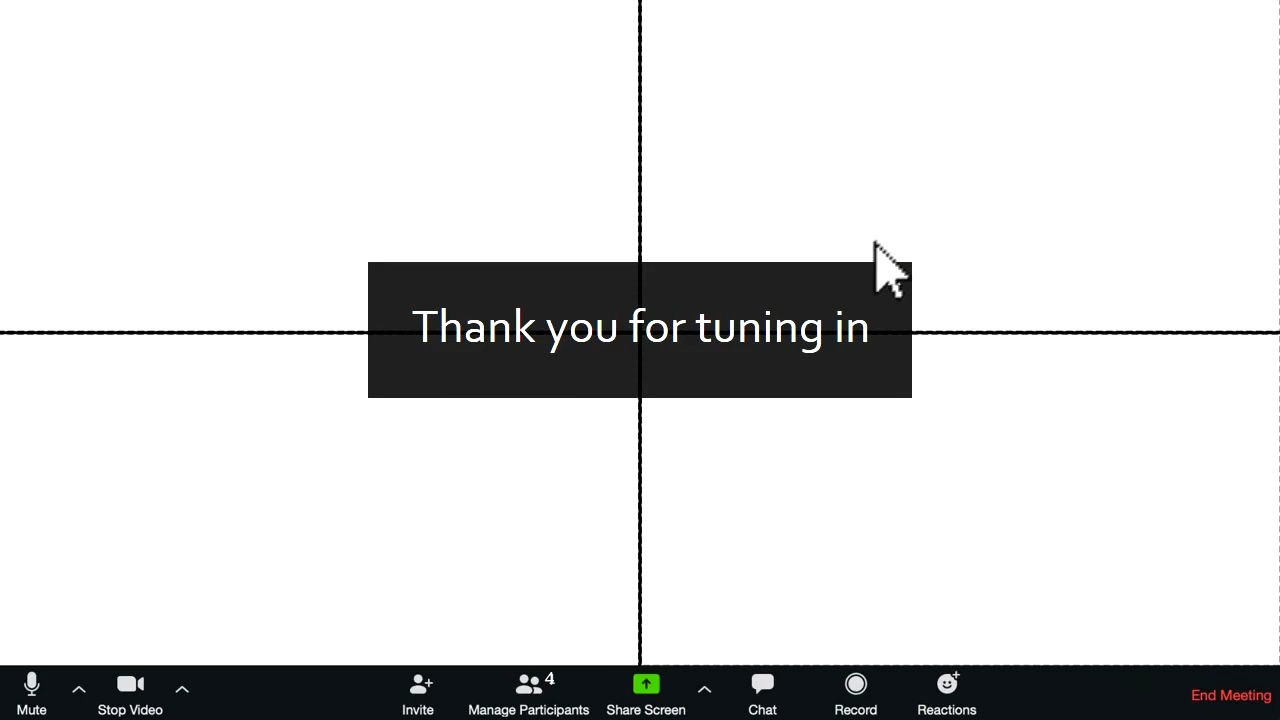 Thank you for tuning in
4
Mute
Stop Video
Invite
Manage Participants
Share Screen
Chat
Record
Reactions
End Meeting